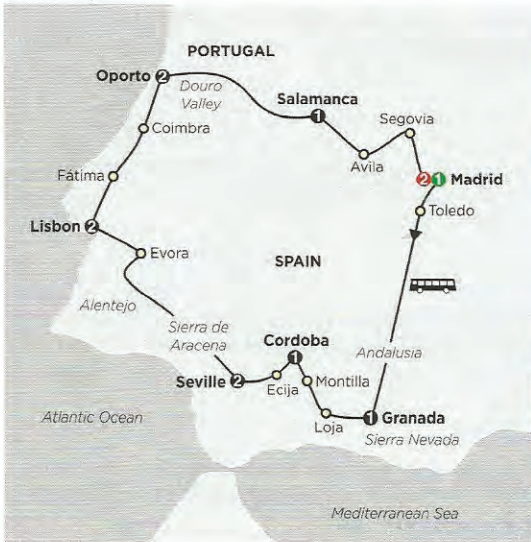 PORTUGAL
Oporto 2
Douro
Valley
Salamanca
1
Segovia
Coimbra
Avila
2 1 Madrid
Fátima
Toledo
Lisbon 2
Evora
SPAIN
Alentejo
Sierra de
Aracena
Cordoba
1
Andalusia
Seville 2
Ecija
Montilla
Loja
1 Granada
Sierra Nevada
Atlantic Ocean
Mediterranean Sea